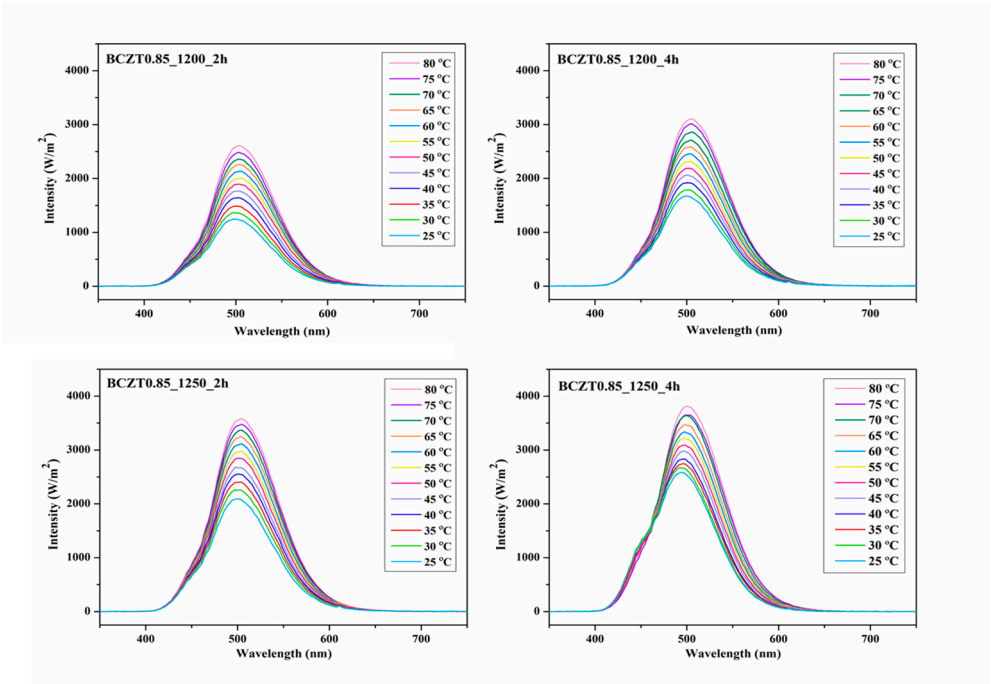 BCZT0.85_1200_2h
4000
3000
2000
1000
0
400
500
600
700
Intensity (W/m²)
Wavelength (nm)
80 °C
75 °C
70 °C
65 °C
60 °C
55 °C
50 °C
45 °C
40 °C
35 °C
30 °C
25 °C
BCZT0.85_1200_4h
4000
3000
2000
1000
0
400
500
600
700
Intensity (W/m²)
Wavelength (nm)
80 °C
75 °C
70 °C
65 °C
60 °C
55 °C
50 °C
45 °C
40 °C
35 °C
30 °C
25 °C
BCZT0.85_1250_2h
4000
3000
2000
1000
0
400
500
600
700
Intensity (W/m²)
Wavelength (nm)
80 °C
75 °C
70 °C
65 °C
60 °C
55 °C
50 °C
45 °C
40 °C
35 °C
30 °C
25 °C
BCZT0.85_1250_4h
4000
3000
2000
1000
0
400
500
600
700
Intensity (W/m²)
Wavelength (nm)
80 °C
75 °C
70 °C
65 °C
60 °C
55 °C
50 °C
45 °C
40 °C
35 °C
30 °C
25 °C